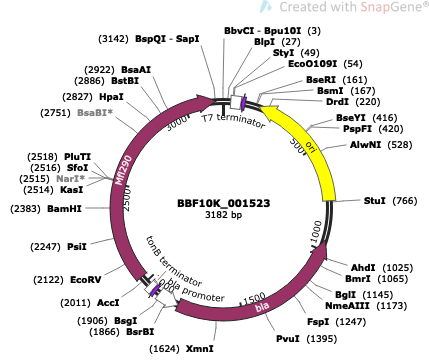 Created with SnapGene®
(3142) BspQI - SapI
BbvCI - Bpu10I (3)
BlpI (27)
StyI (49)
EcoO109I (54)
BseRI (161)
BsmI (167)
DrdI (220)
BseYI (416)
PspFI (420)
AlwNI (528)
StuI (766)
AhdI (1025)
BmrI (1065)
BglI (1145)
NmeAIII (1173)
FspI (1247)
PvuI (1395)
(1624) XmnI
(1866) BsrBI
(1906) BsgI
(2011) AccI
(2122) EcoRV
(2247) PsiI
(2383) BamHI
(2514) KasI
(2515) NarI*
(2516) SfoI
(2518) PluTI
(2751) BsaBI*
(2827) HpaI
(2886) BstBI
(2922) BsaAI
T7 terminator
ori
bla
bla promoter
tonB terminator
Mfl290
500
1000
1500
2500
3000
BBF10K_001523
3182 bp